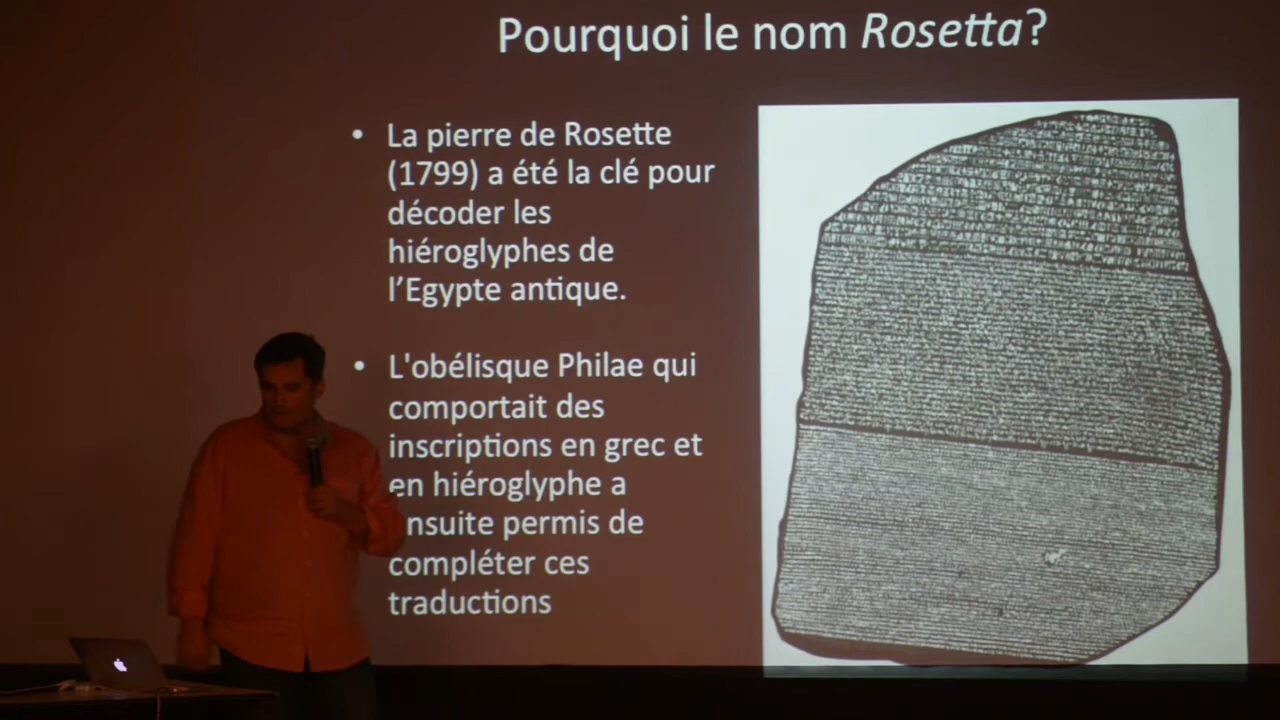 Pourquoi le nom Rosetta?
• La pierre de Rosette
(1799) a été la clé pour
décoder les
hiéroglyphes de
l’Egypte antique.
• L'obélisque Philae qui
comportait des
inscriptions en grec et
en hiéroglyphe a
nsuite permis de
compléter ces
traductions